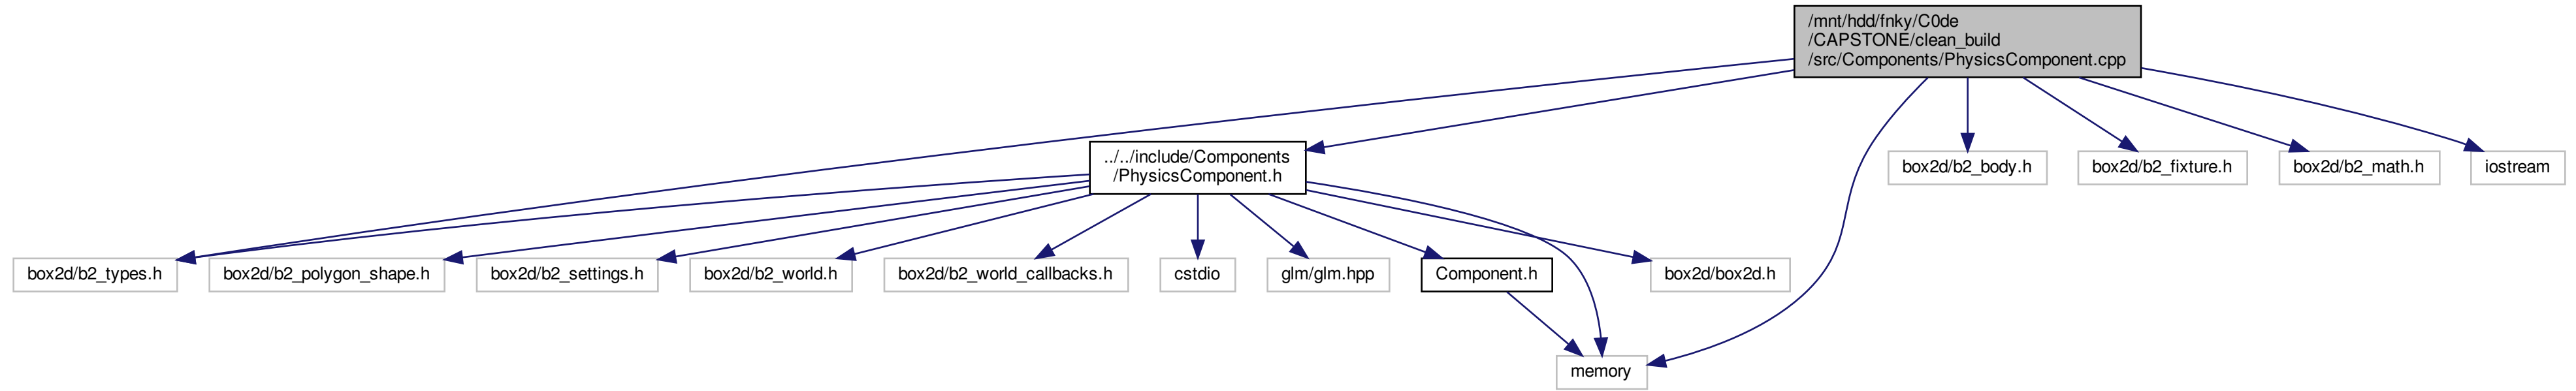 /mnt/hdd/fnky/C0de
/CAPSTONE/clean_build
/src/Components/PhysicsComponent.cpp
../../include/Components
/PhysicsComponent.h
box2d/b2_body.h
box2d/b2_fixture.h
box2d/b2_math.h
iostream
box2d/b2_types.h
box2d/b2_polygon_shape.h
box2d/b2_settings.h
box2d/b2_world.h
box2d/b2_world_callbacks.h
cstdio
glm/glm.hpp
Component.h
box2d/box2d.h
memory